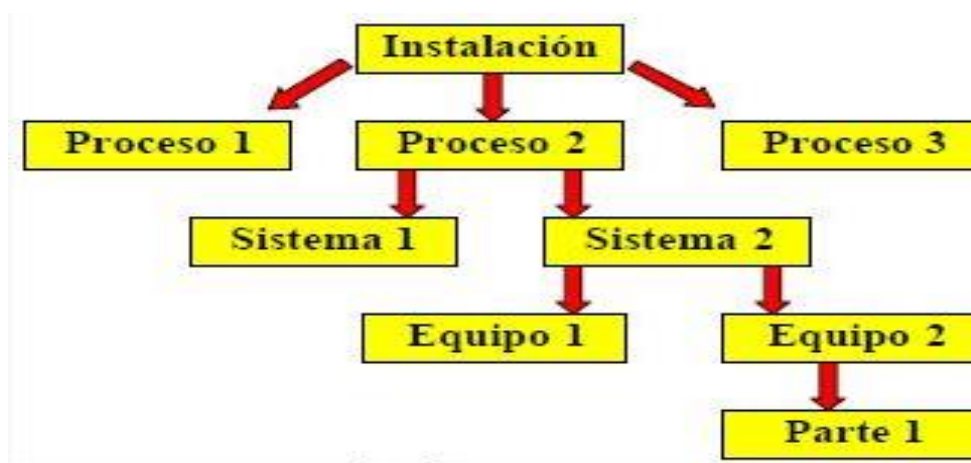 Instalación
Proceso 1 Proceso 2 Proceso 3
Sistema 1 Sistema 2
Equipo 1 Equipo 2
Parte 1